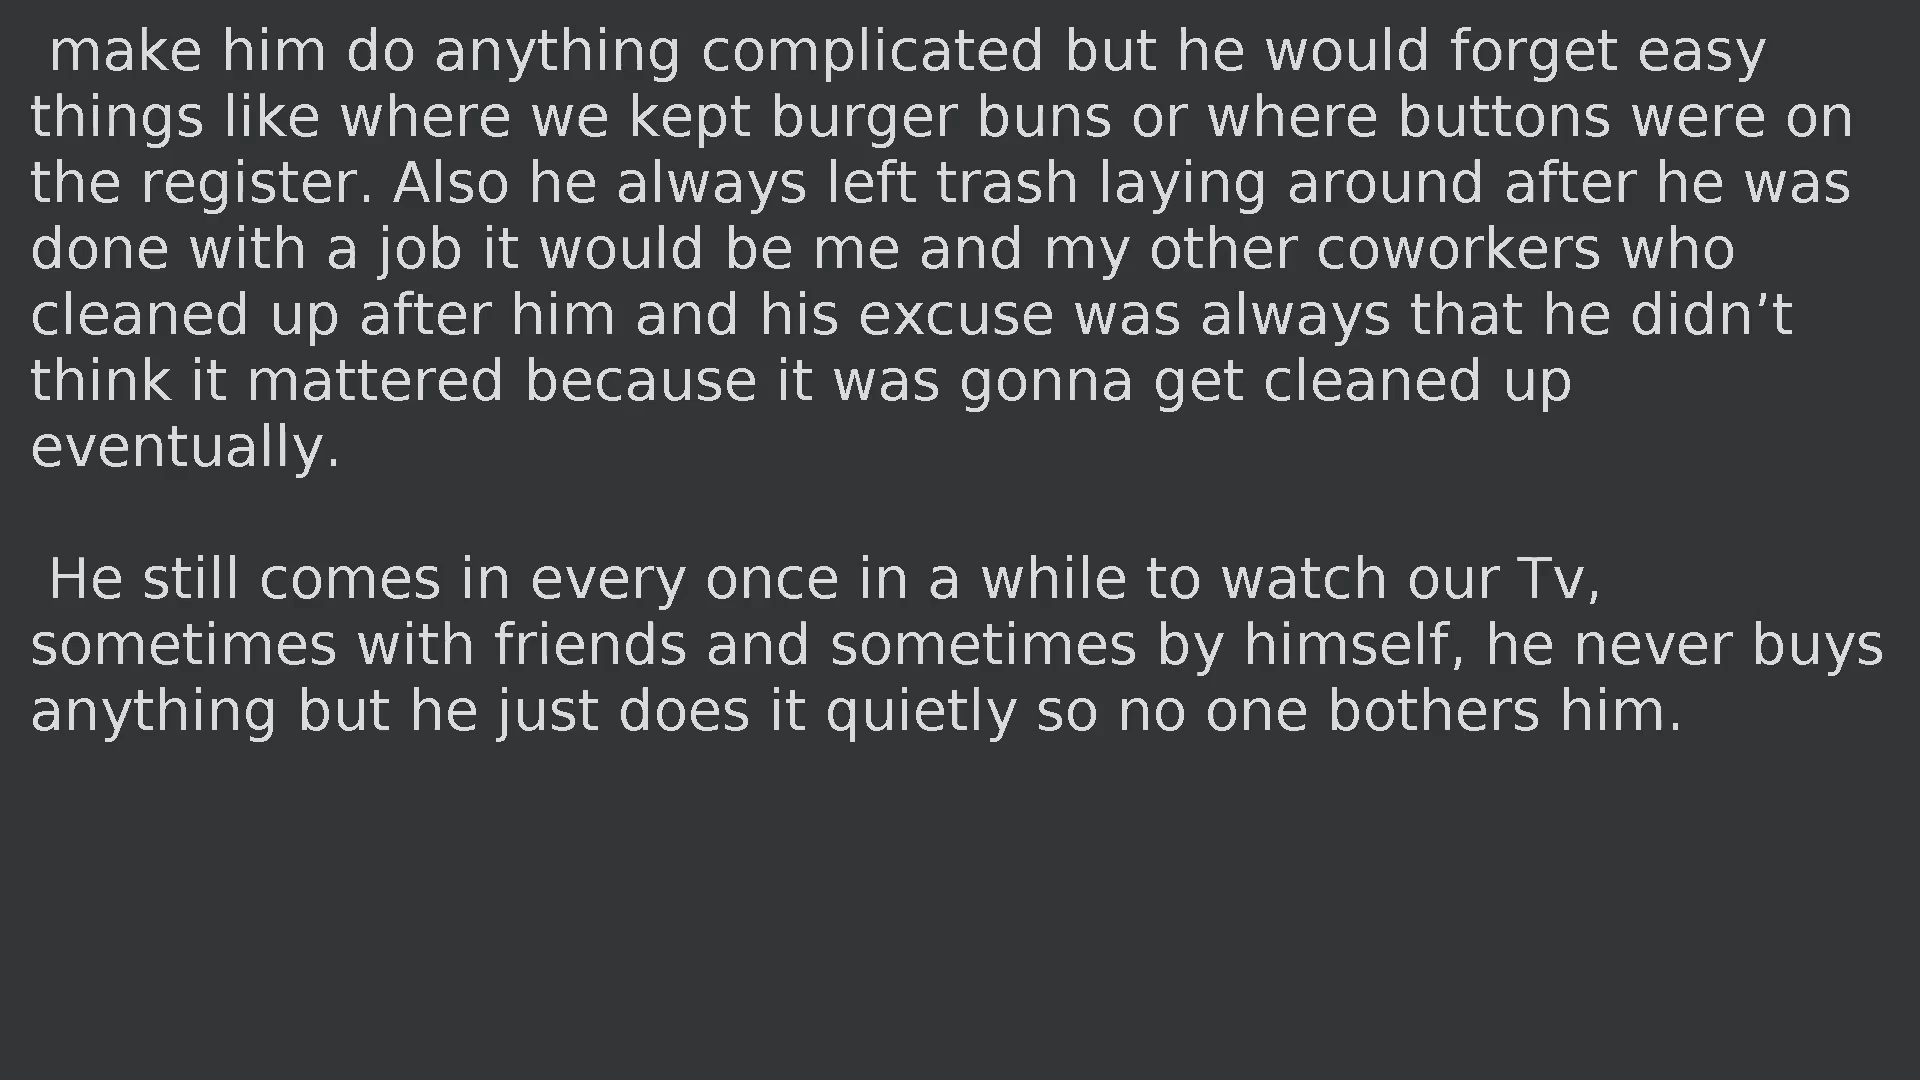 make him do anything complicated but he would forget easy
things like where we kept burger buns or where buttons were on
the register. Also he always left trash laying around after he was
done with a job it would be me and my other coworkers who
cleaned up after him and his excuse was always that he didn’t
think it mattered because it was gonna get cleaned up
eventually.
He still comes in every once in a while to watch our Tv,
sometimes with friends and sometimes by himself, he never buys
anything but he just does it quietly so no one bothers him.